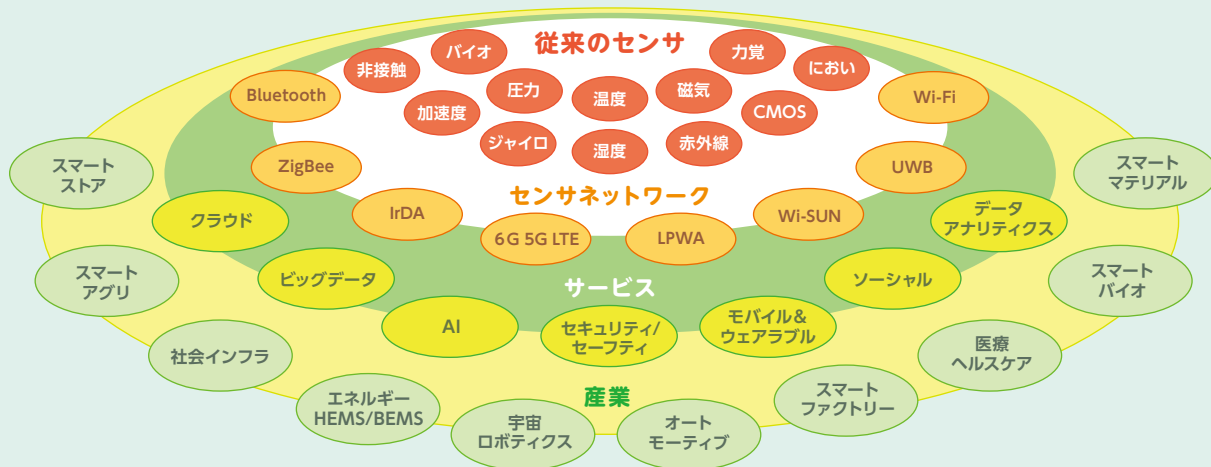 従来のセンサ
バイオ
力覚
非接触
におい
圧力
温度
磁気
加速度
CMOS
ジャイロ
湿度
赤外線
Bluetooth
Wi-Fi
ZigBee
UWB
センサネットワーク
IrDA
Wi-SUN
6G 5G LTE
LPWA
クラウド
データ
アナリティクス
ビッグデータ
ソーシャル
サービス
AI
セキュリティ/
セーフティ
モバイル＆
ウェアラブル
スマート
ストア
スマート
マテリアル
スマート
アグリ
スマート
バイオ
社会インフラ
医療
ヘルスケア
産業
エネルギー
HEMS/BEMS
宇宙
ロボティクス
オート
モーティブ
スマート
ファクトリー